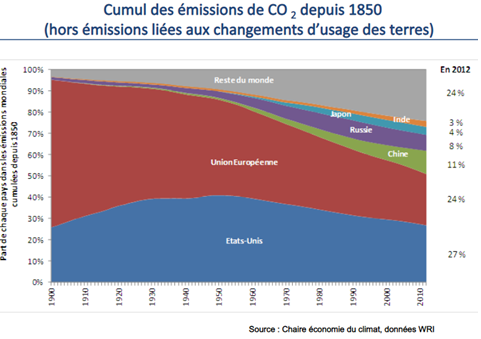 Cumul des émissions de CO 2 depuis 1850
(hors émissions liées aux changements d'usage des terres)
Part de chaque pays dans les émissions mondiales
cumulées depuis 1850
100%
90%
80%
70%
60%
50%
40%
30%
20%
10%
0%
Reste du monde
Japon
Inde
Russie
Chine
Union Européenne
Etats-Unis
En 2012
24 %
3 %
4 %
8 %
11 %
24 %
27 %
1900
1910
1920
1930
1940
1950
1960
1970
1980
1990
2000
2010
Source : Chaire économie du climat, données WRI